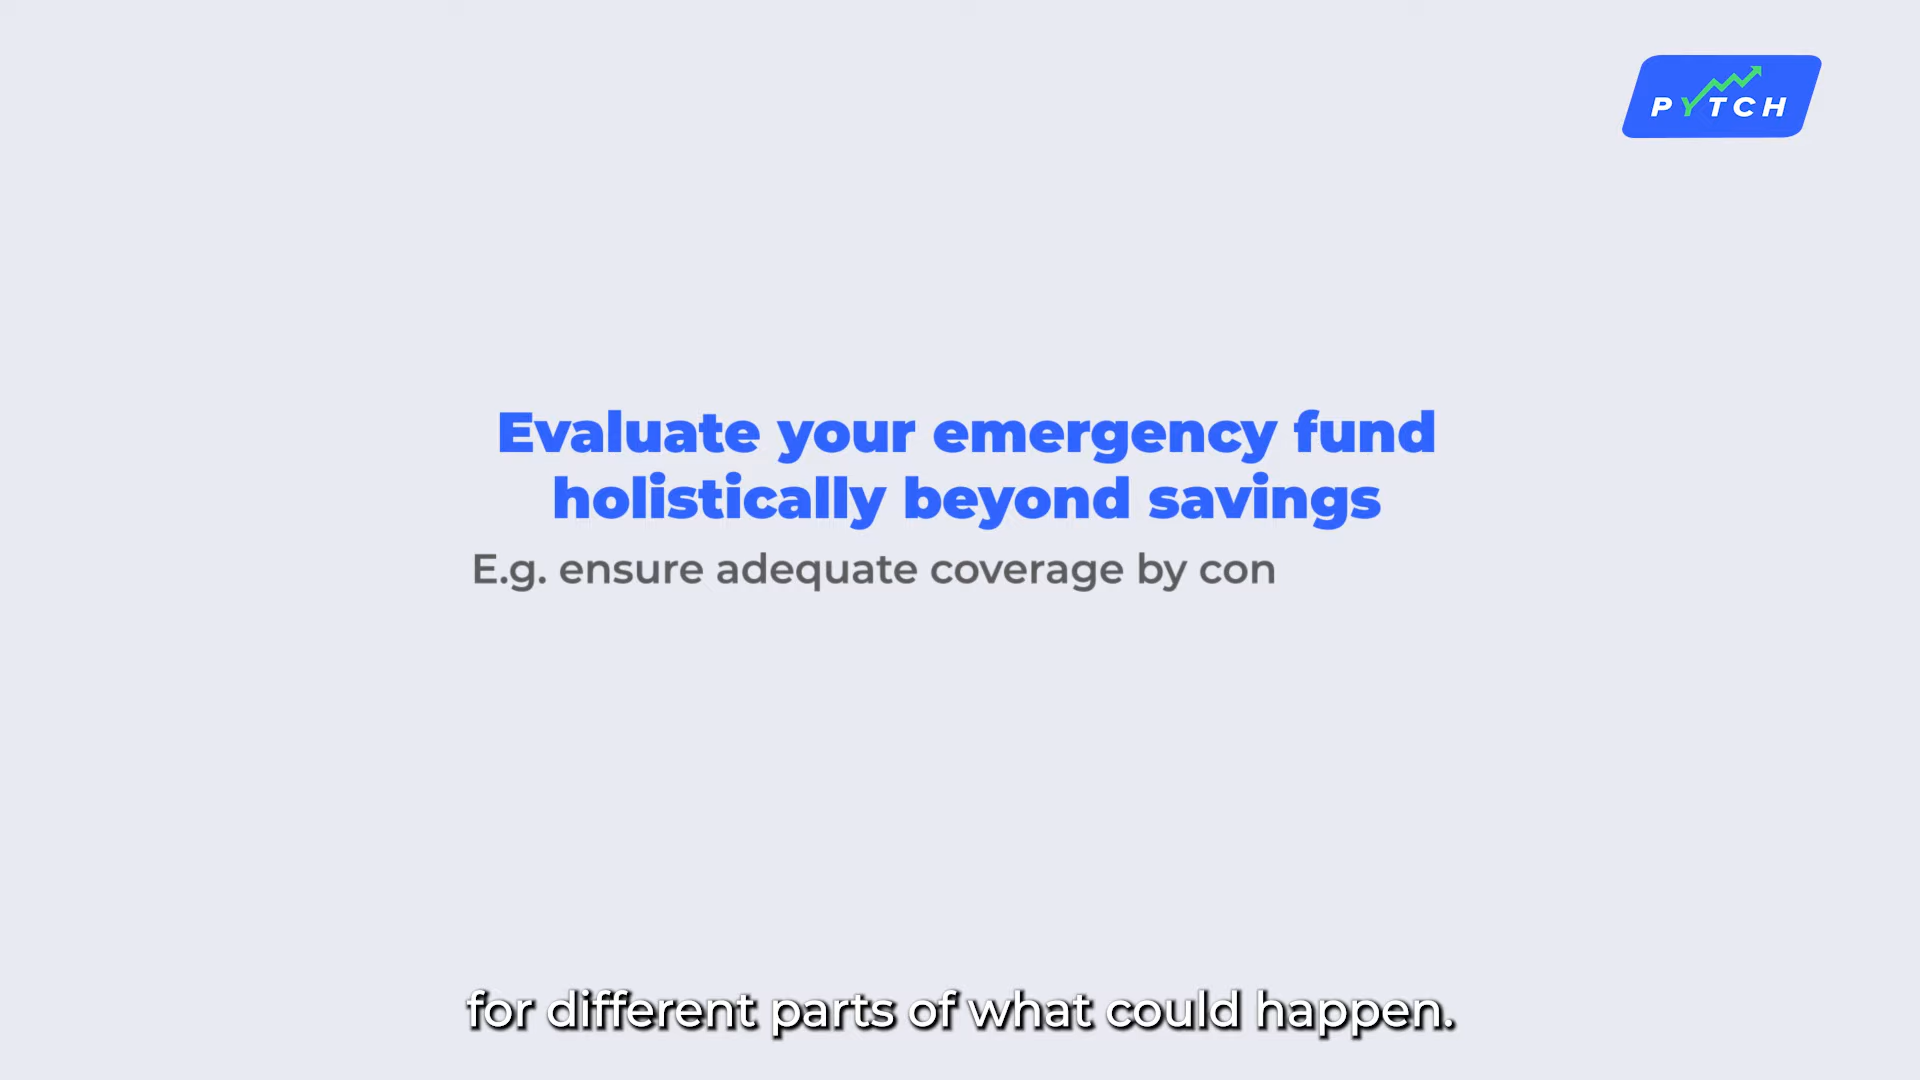 PYTCH
Evaluate your emergency fund
holistically beyond savings
E.g. ensure adequate coverage by con
for different parts of what could happen.